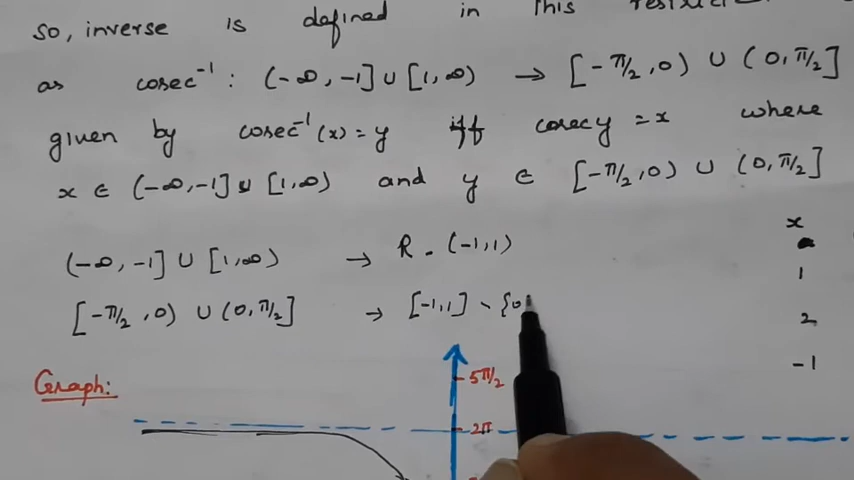 so, inverse is defined in this
as cosec⁻¹ : (-∞, -1] ∪ [1, ∞) → [-π/2, 0) ∪ (0, π/2]
given by cosec⁻¹(x) = y iff cosec y = x where
x ∈ (-∞, -1] ∪ [1, ∞) and y ∈ [-π/2, 0) ∪ (0, π/2]
(-∞, -1] ∪ [1, ∞) → R - (-1, 1)
[-π/2, 0) ∪ (0, π/2] → [-1, 1] \ {0
x
1
2
-1
Graph:
5π/2
2π